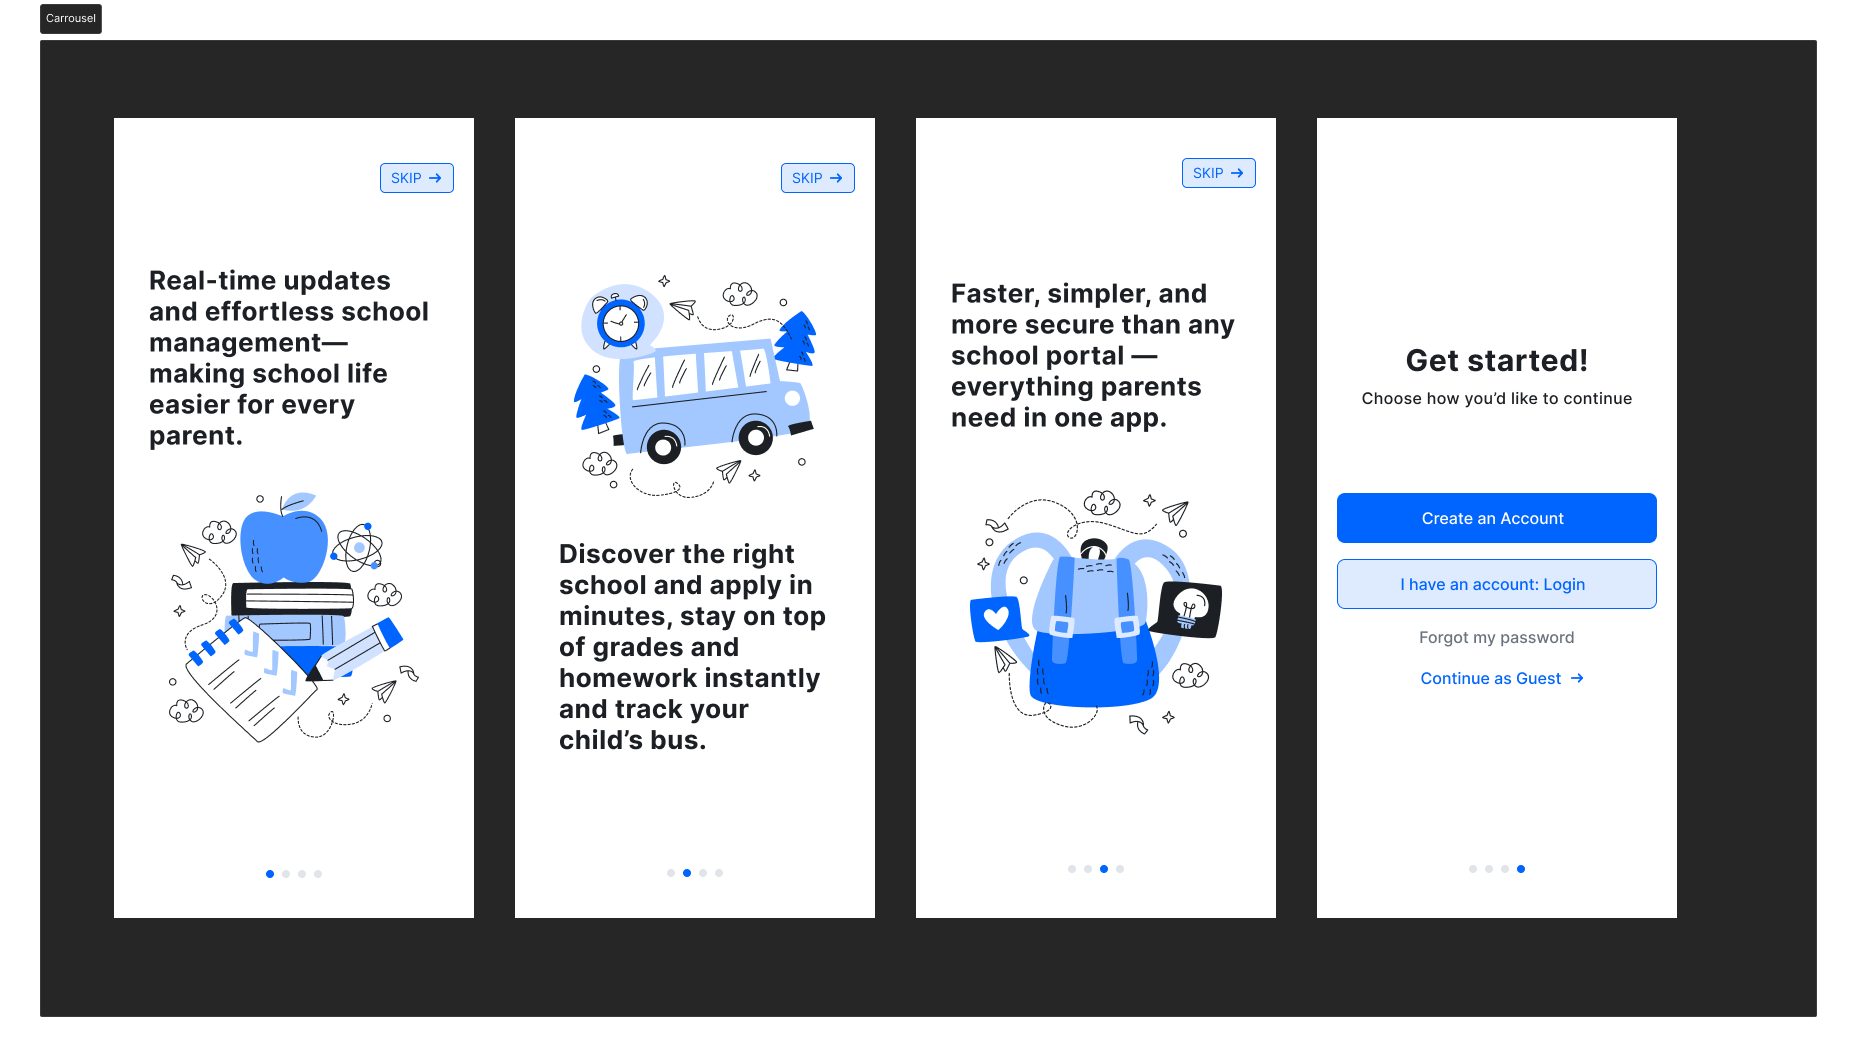 Carrousel
SKIP →
Real-time updates
and effortless school
management—
making school life
easier for every
parent.
SKIP →
Discover the right
school and apply in
minutes, stay on top
of grades and
homework instantly
and track your
child’s bus.
SKIP →
Faster, simpler, and
more secure than any
school portal —
everything parents
need in one app.
Get started!
Choose how you’d like to continue
Create an Account
I have an account: Login
Forgot my password
Continue as Guest →